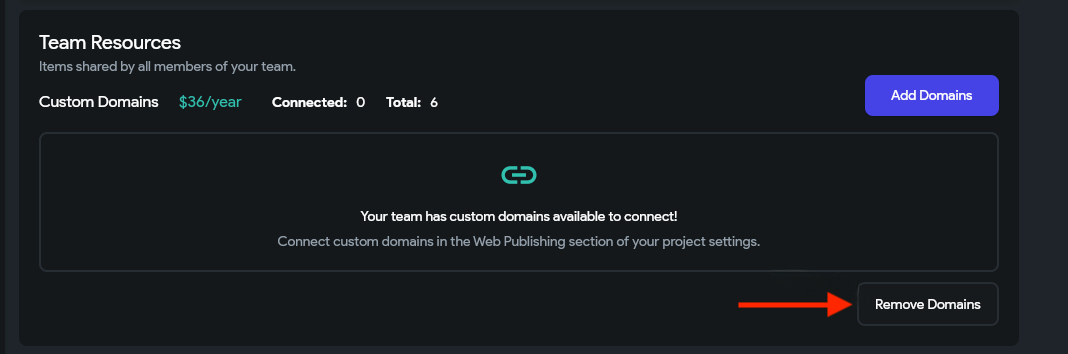 Team Resources
Items shared by all members of your team.
Custom Domains $36/year Connected: 0 Total: 6
Add Domains
Your team has custom domains available to connect!
Connect custom domains in the Web Publishing section of your project settings.
Remove Domains